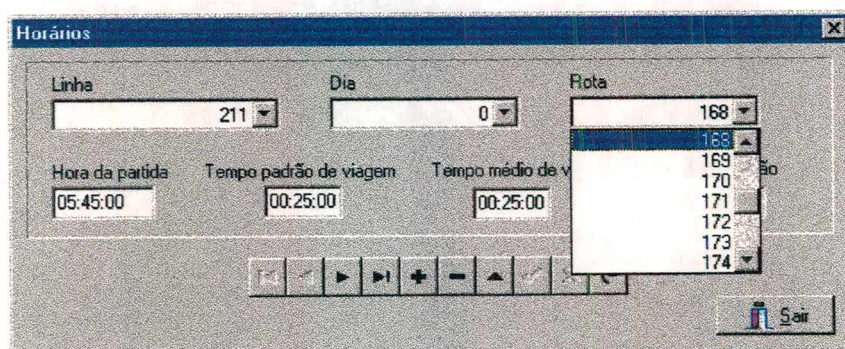 Horários
Linha Dia Rota
211 0 168
168
169
170
171
172
173
174
Hora da partida Tempo padrão de viagem Tempo médio de v ão
05:45:00 00:25:00 00:25:00
Sair